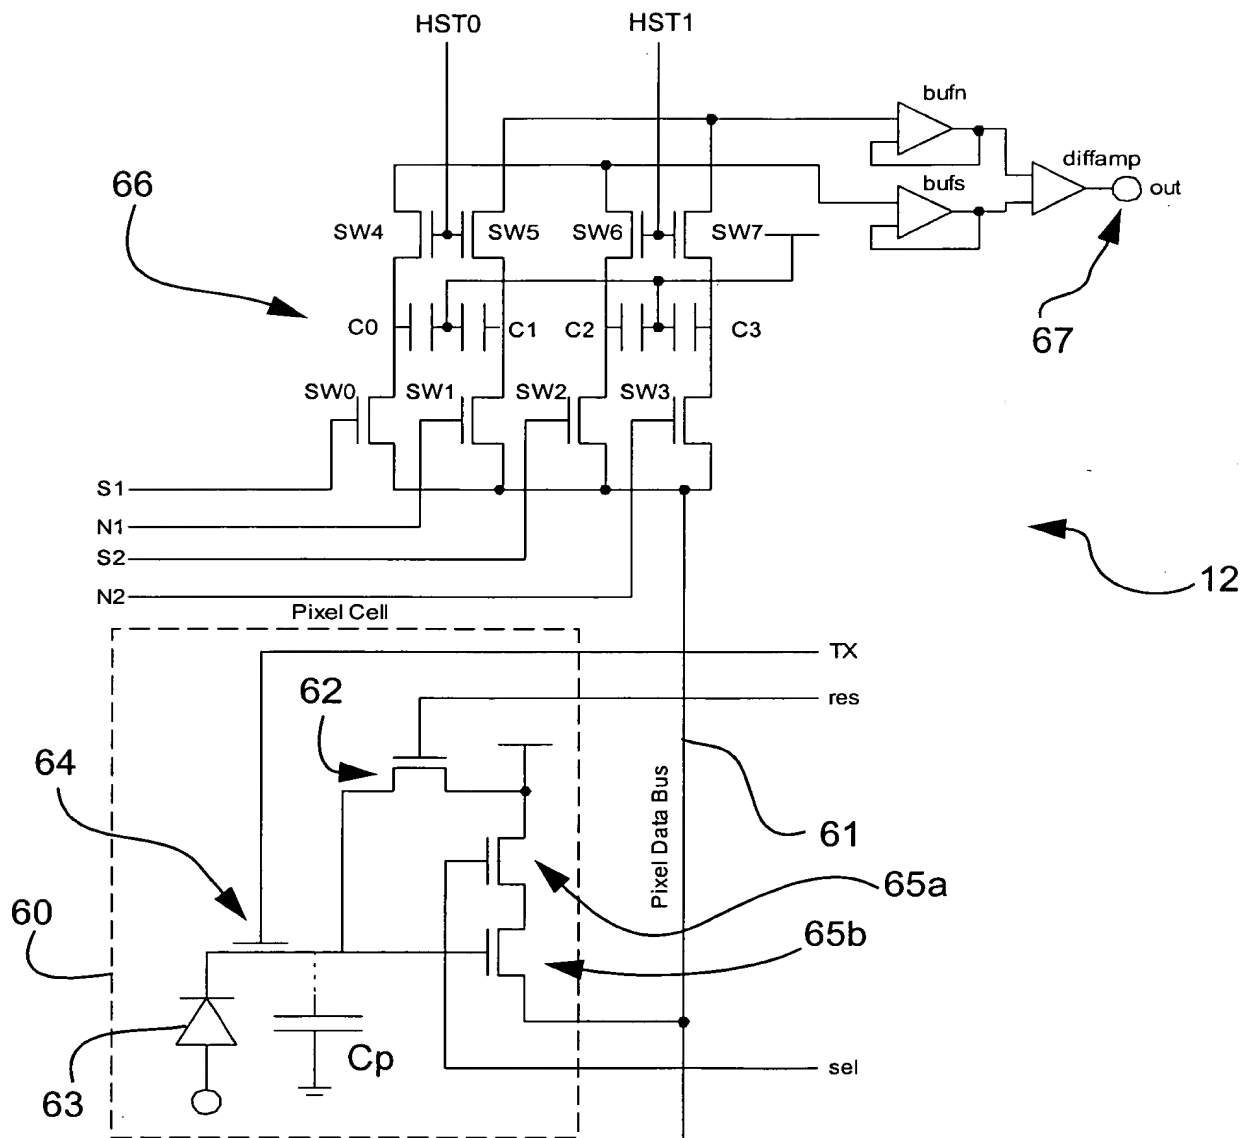 HST0
HST1
bufn
diffamp
66
bufs
out
SW4
SW5
SW6
SW7
C0
C1
C2
C3
67
SW0
SW1
SW2
SW3
S1
N1
S2
N2
12
Pixel Cell
TX
62
res
64
Pixel Data Bus
61
65a
60
65b
Cp
sel
63